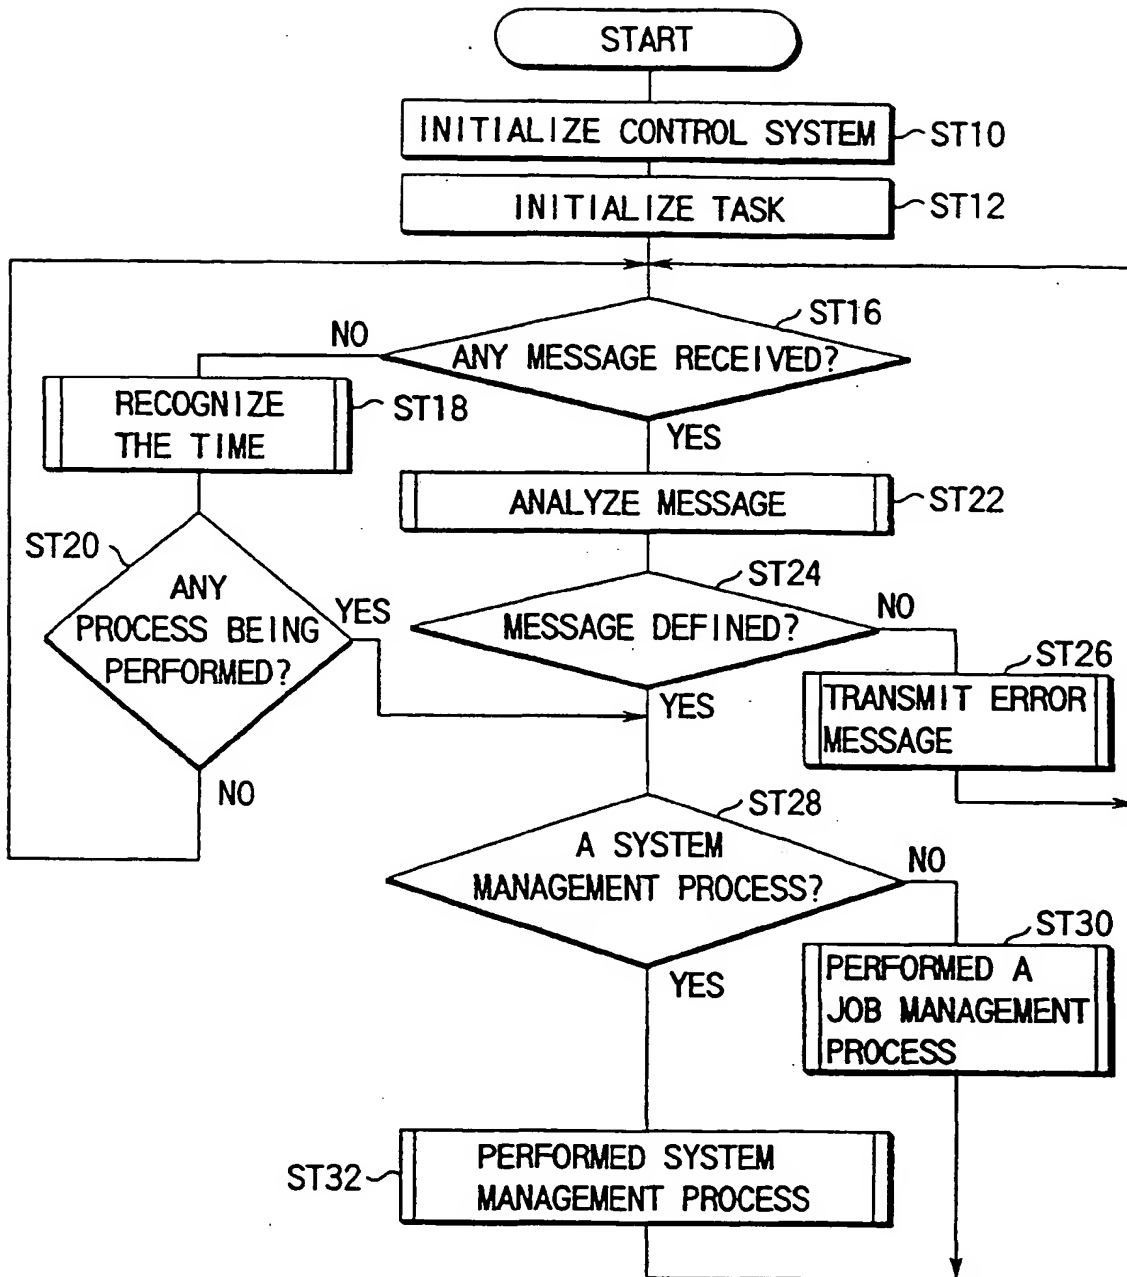 START
INITIALIZE CONTROL SYSTEM
ST10
INITIALIZE TASK
ST12
ST16
NO
ANY MESSAGE RECEIVED?
RECOGNIZE
THE TIME
ST18
YES
ANALYZE MESSAGE
ST22
ST20
ANY
PROCESS BEING
PERFORMED?
YES
ST24
MESSAGE DEFINED?
NO
YES
ST26
TRANSMIT ERROR
MESSAGE
NO
ST28
A SYSTEM
MANAGEMENT PROCESS?
NO
YES
ST30
PERFORMED A
JOB MANAGEMENT
PROCESS
ST32
PERFORMED SYSTEM
MANAGEMENT PROCESS